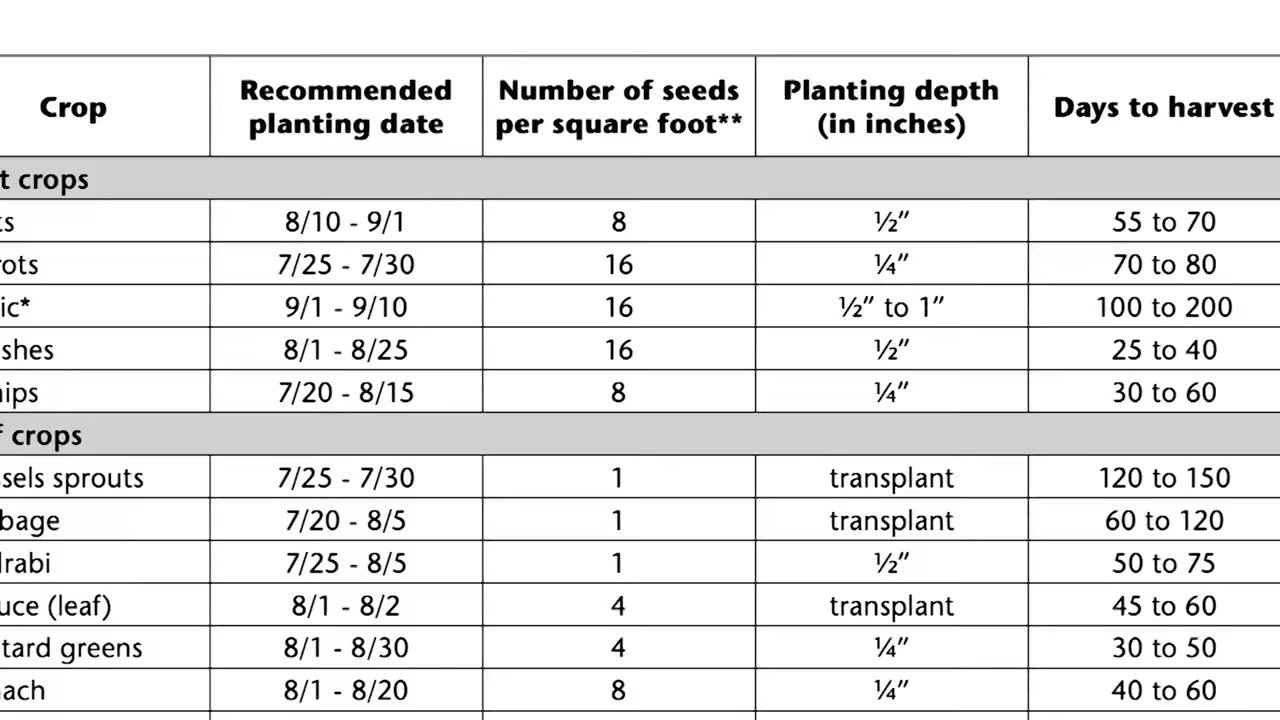 Crop Recommended planting date Number of seeds per square foot** Planting depth (in inches) Days to harvest
t crops
ts 8/10 - 9/1 8 ½” 55 to 70
rots 7/25 - 7/30 16 ¼” 70 to 80
ic* 9/1 - 9/10 16 ½” to 1” 100 to 200
ishes 8/1 - 8/25 16 ½” 25 to 40
nips 7/20 - 8/15 8 ¼” 30 to 60
f crops
ssels sprouts 7/25 - 7/30 1 transplant 120 to 150
bage 7/20 - 8/5 1 transplant 60 to 120
lrabi 7/25 - 8/5 1 ½” 50 to 75
uce (leaf) 8/1 - 8/2 4 transplant 45 to 60
tard greens 8/1 - 8/30 4 ¼” 30 to 50
nach 8/1 - 8/20 8 ¼” 40 to 60